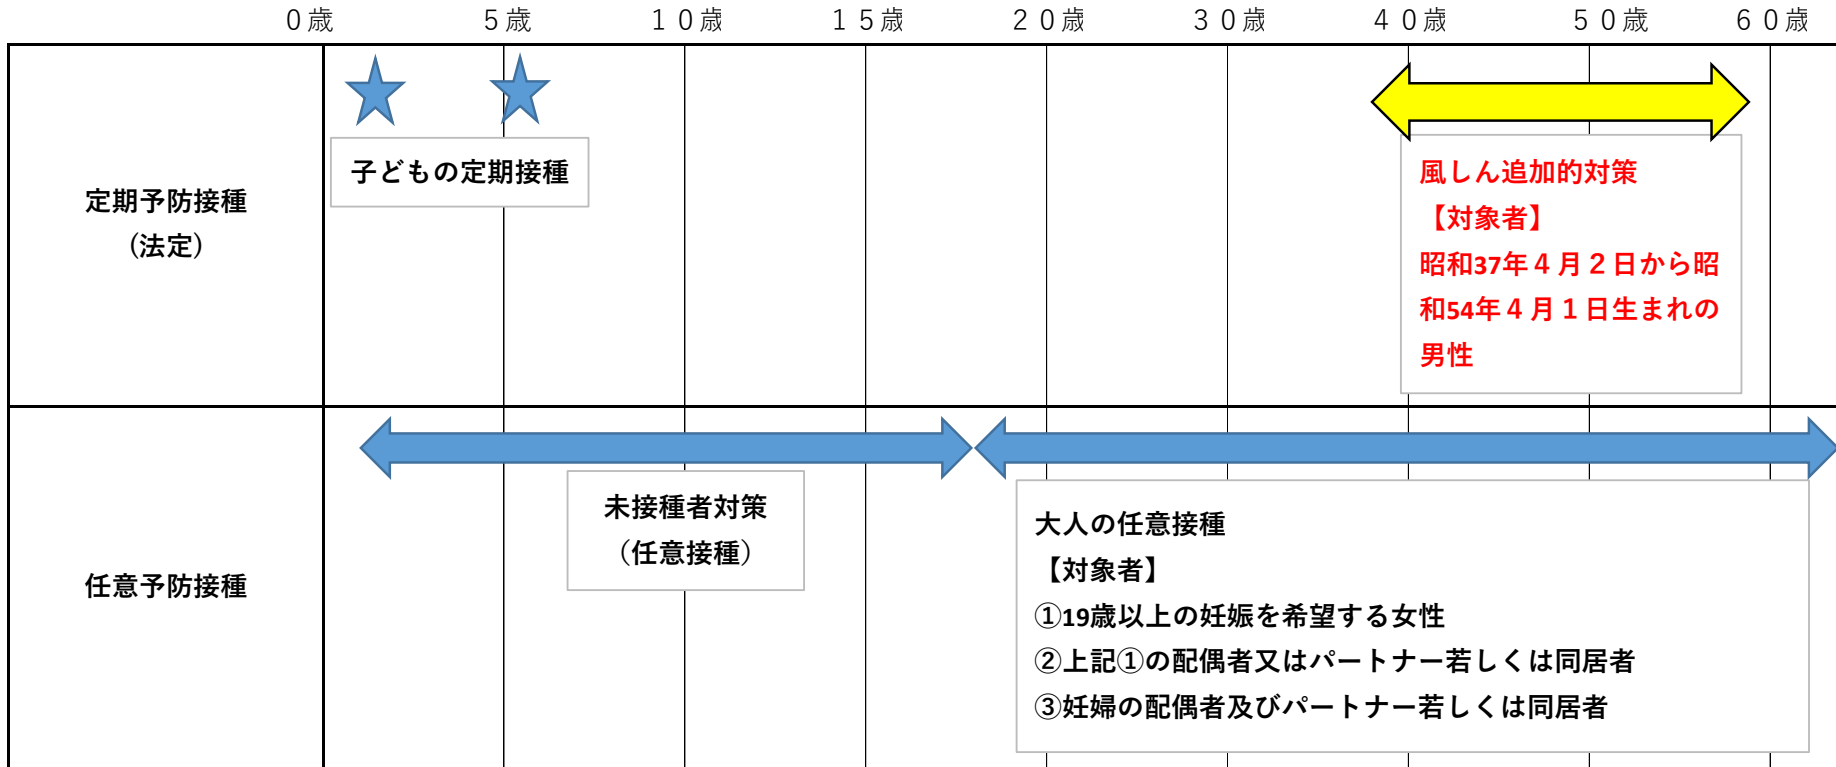 ０歳 ５歳 １０歳 １５歳 ２０歳 ３０歳 ４０歳 ５０歳 ６０歳
定期予防接種
（法定）
子どもの定期接種
風しん追加的対策
【対象者】
昭和37年４月２日から昭
和54年４月１日生まれの
男性
任意予防接種
未接種者対策
（任意接種）
大人の任意接種
【対象者】
①19歳以上の妊娠を希望する女性
②上記①の配偶者又はパートナー若しくは同居者
③妊婦の配偶者及びパートナー若しくは同居者